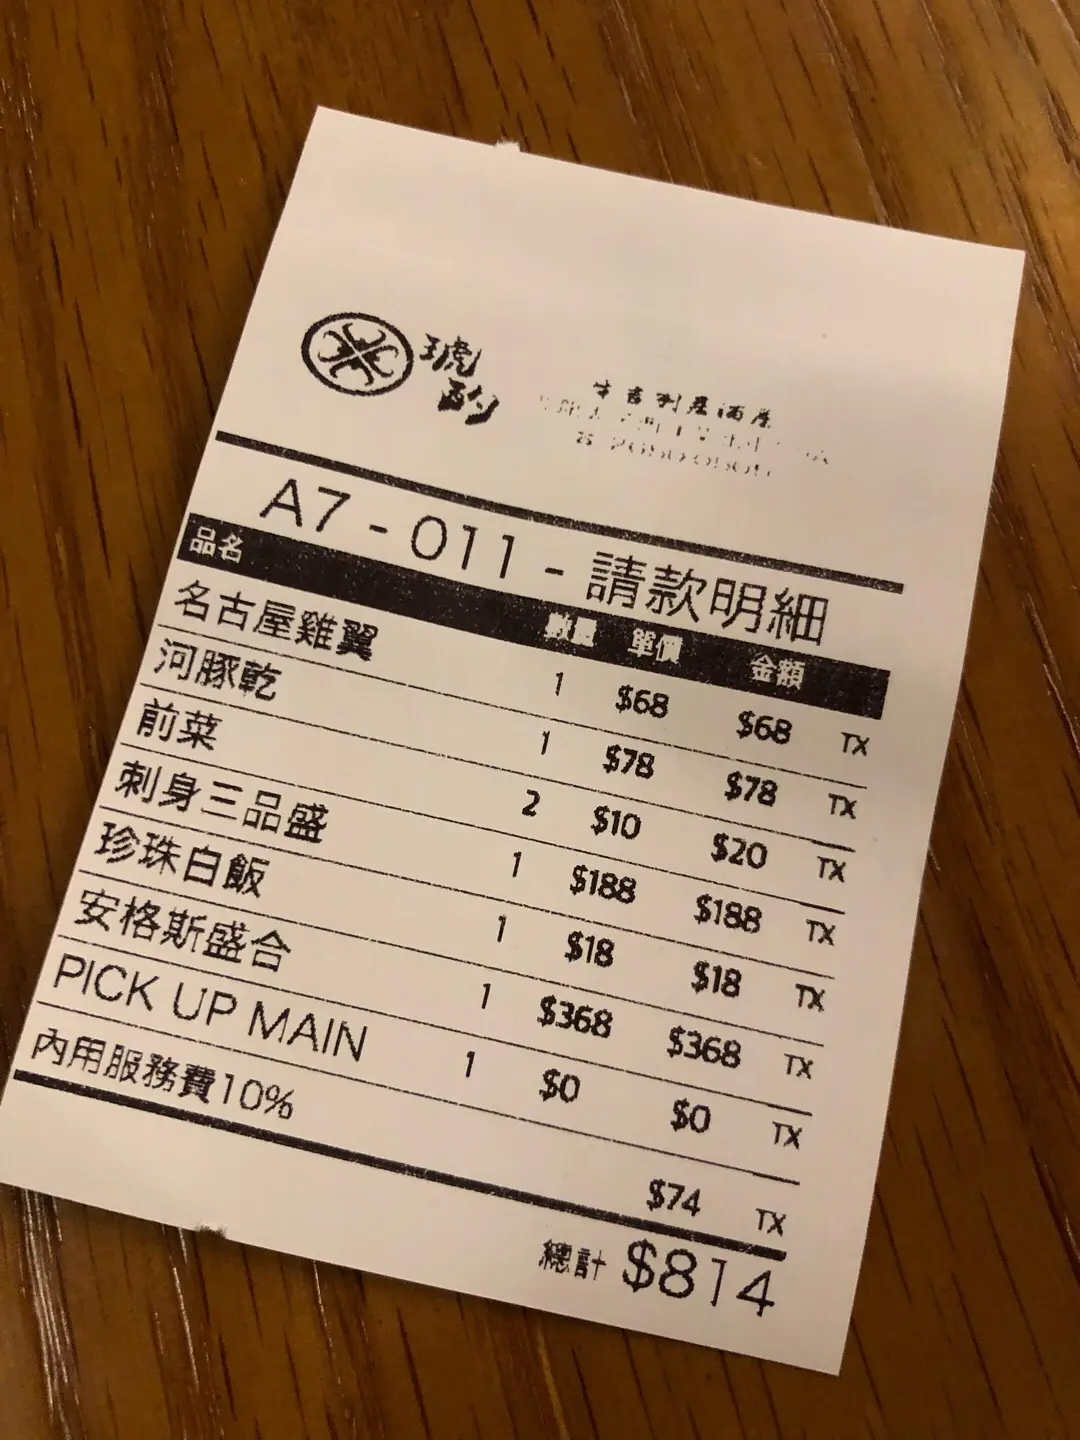 琥
酌
A7 - 011 - 請款明細
品名 數量 單價 金額
名古屋雞翼 1 $68 $68 TX
河豚乾 1 $78 $78 TX
前菜 2 $10 $20 TX
刺身三品盛 1 $188 $188 TX
珍珠白飯 1 $18 $18 TX
安格斯盛合 1 $368 $368 TX
PICK UP MAIN 1 $0 $0 TX
內用服務費10% $74 TX
總計 $814